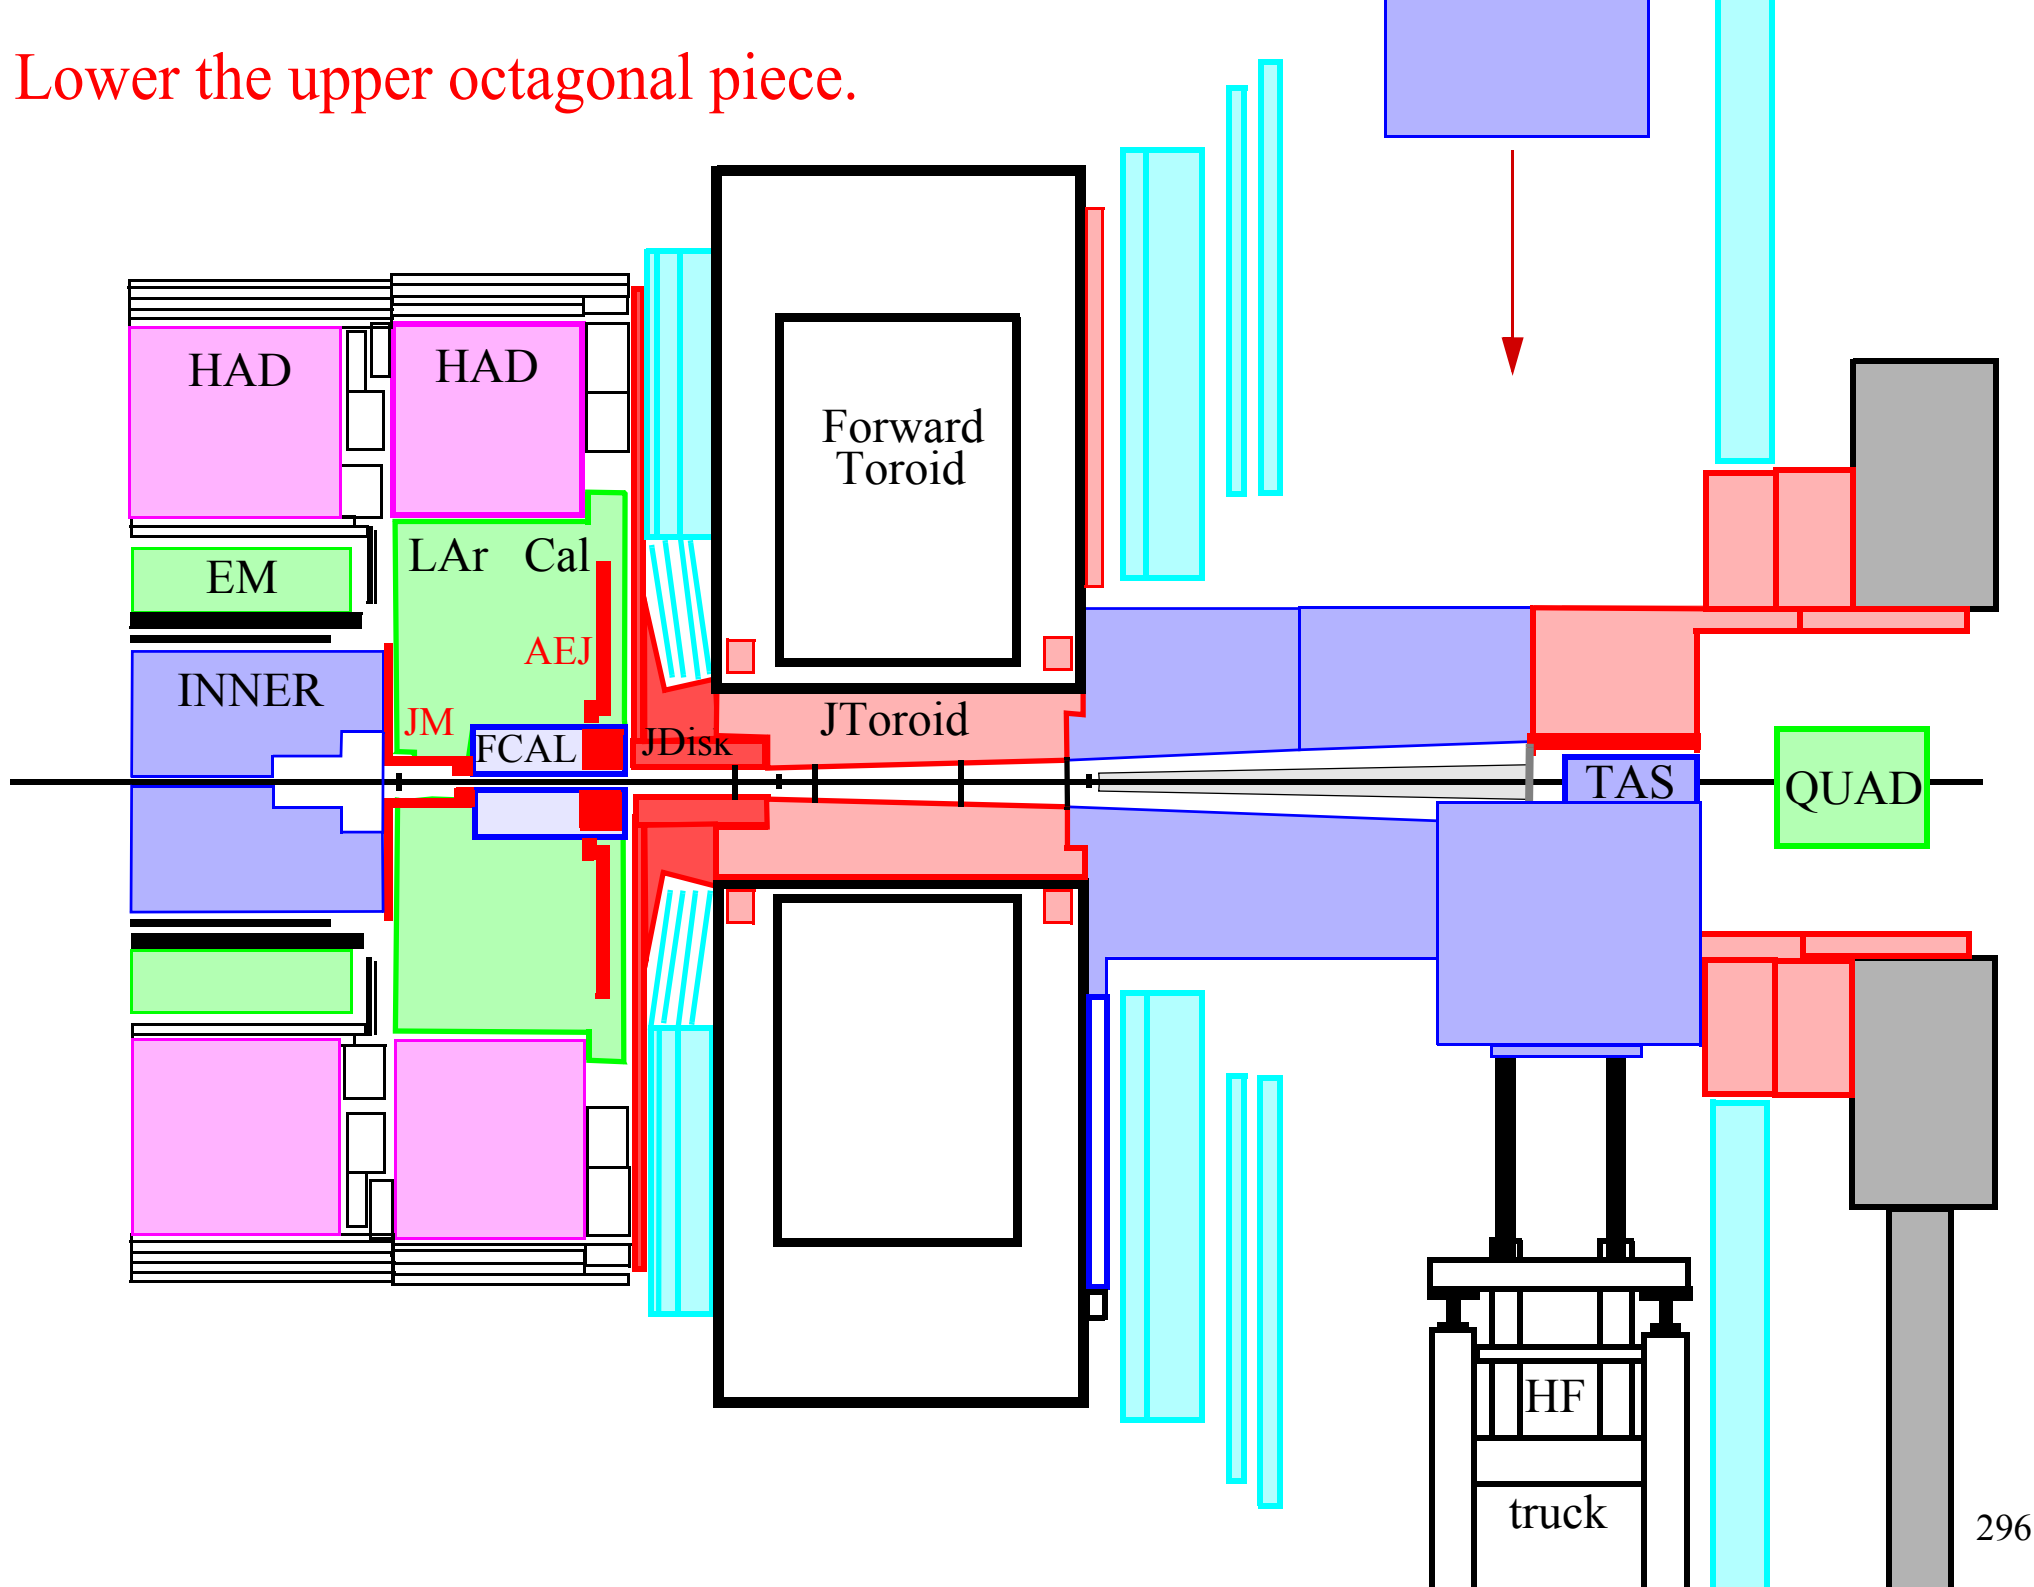 Lower the upper octagonal piece.
HAD
HAD
Forward
Toroid
LAr Cal
EM
AEJ
INNER
JM
JToroid
FCAL
JDisk
TAS
QUAD
HF
truck
296